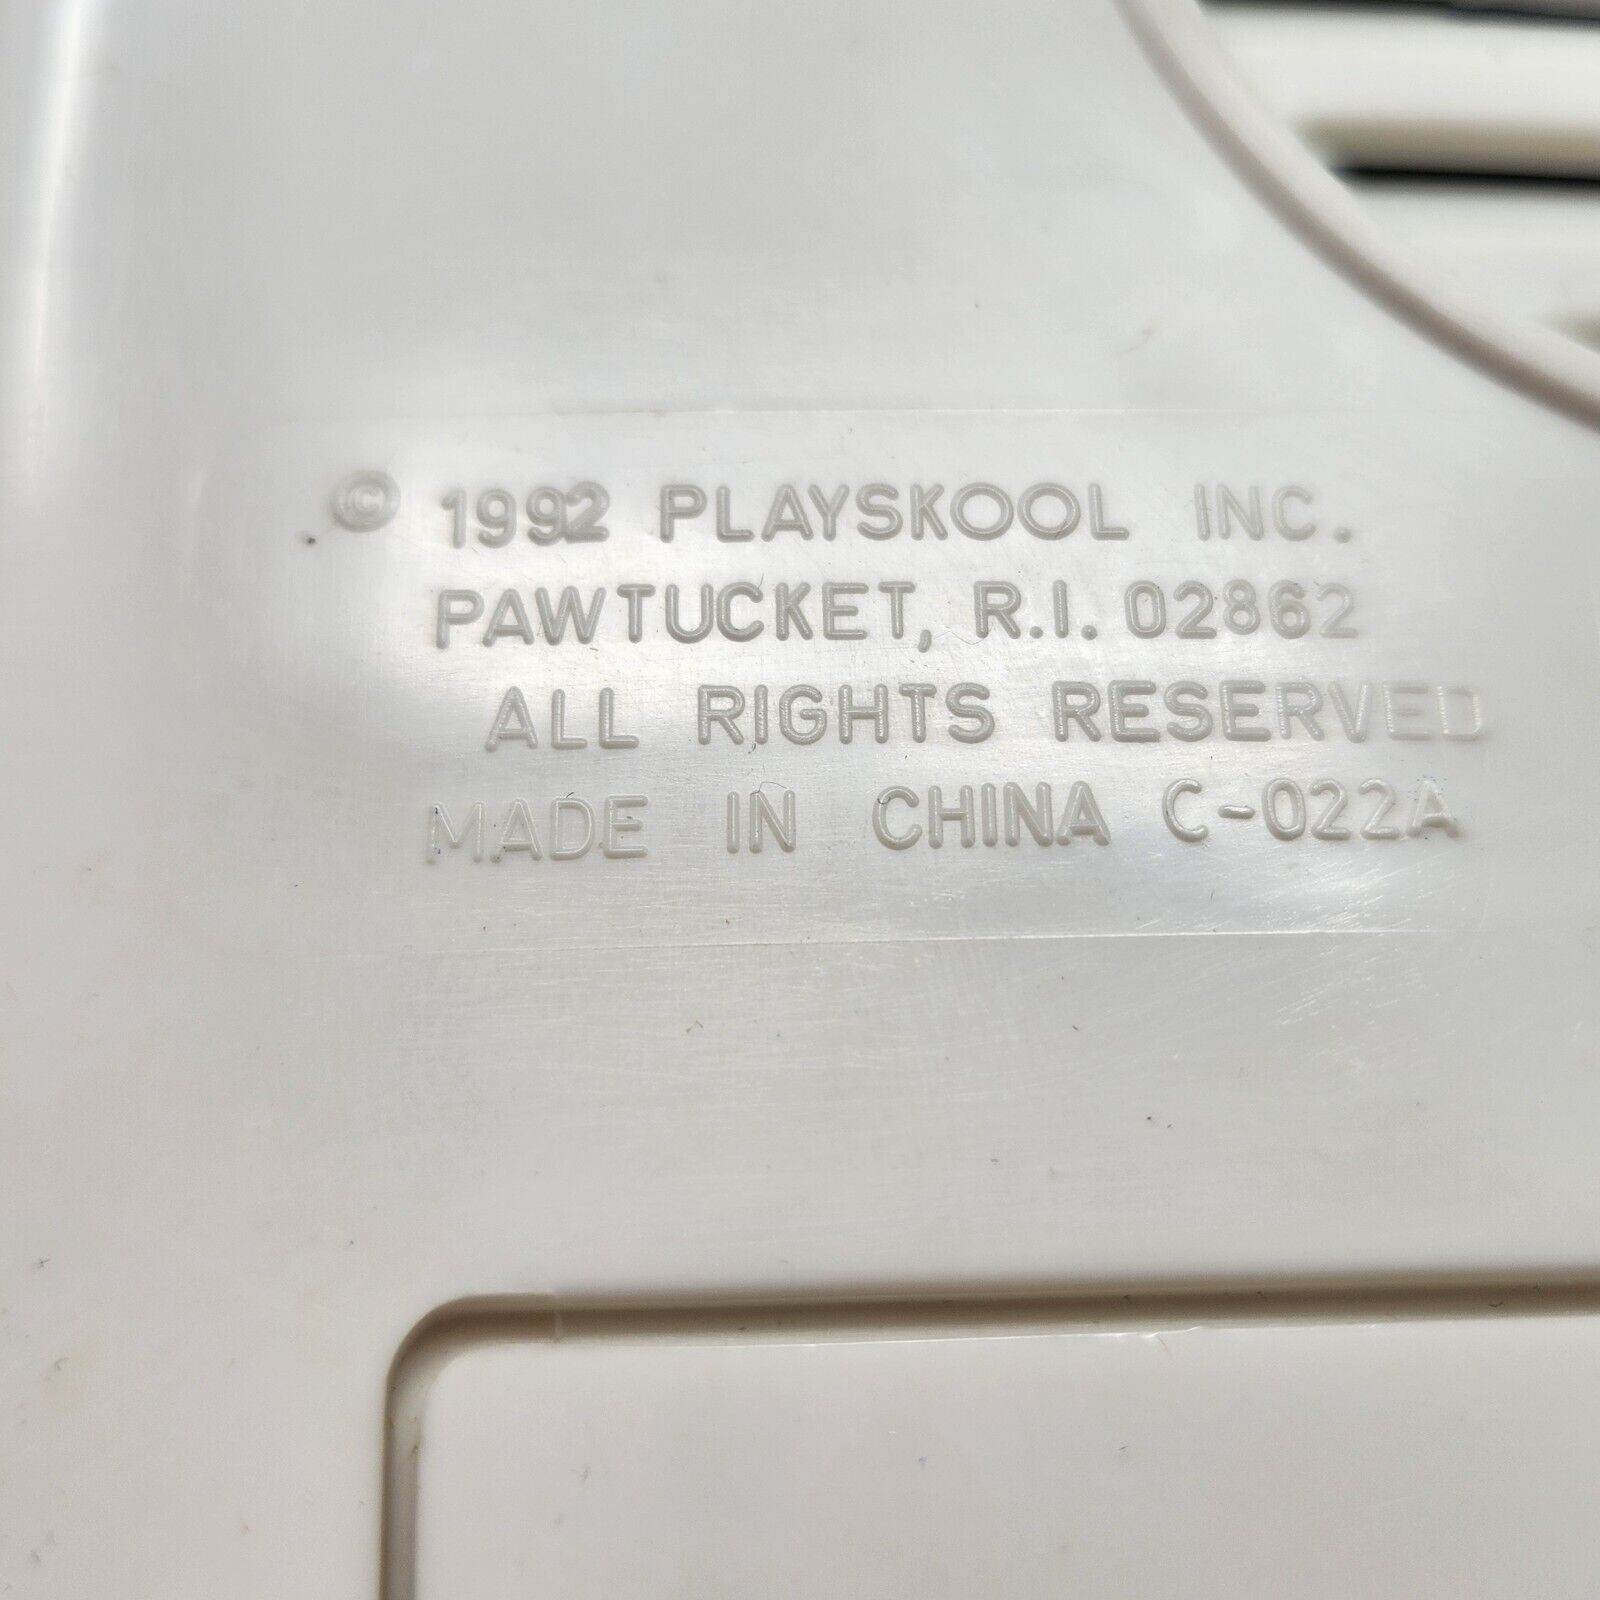 © 1992 PLAYSKOOL INC.
PAWTUCKET, R.I. 02862
ALL RIGHTS RESERVED
MADE IN CHINA C-022A